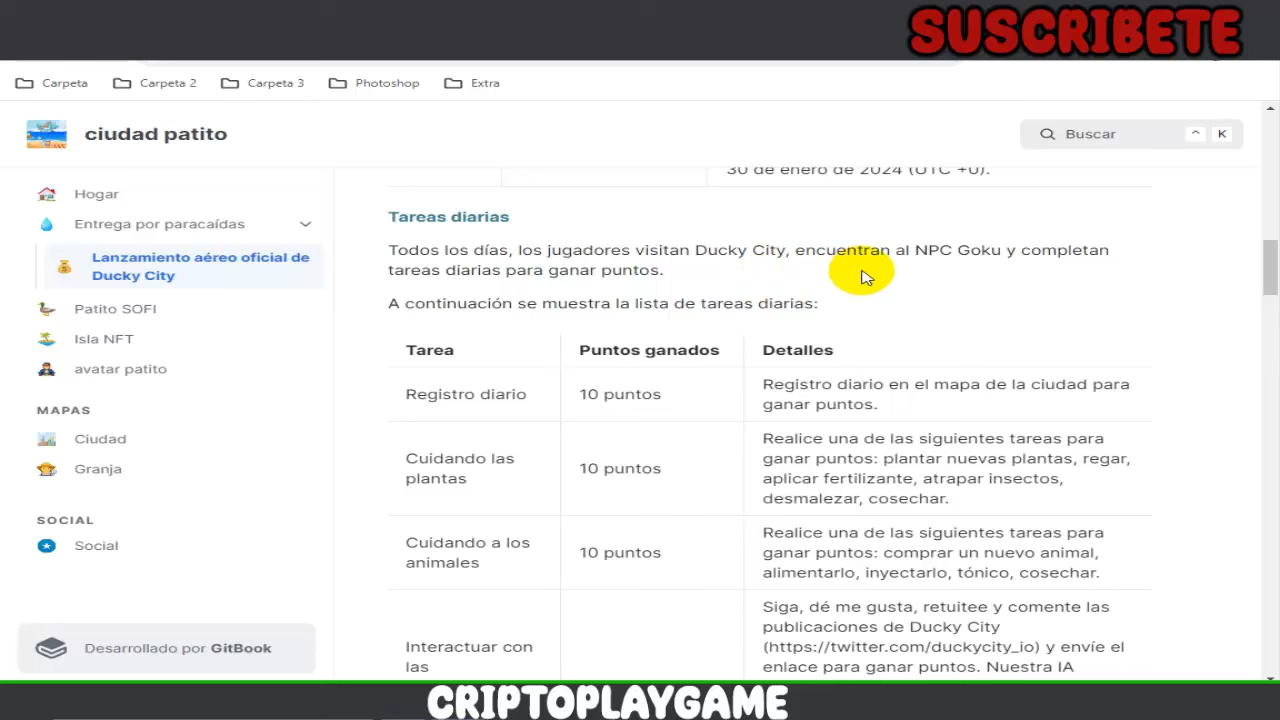 SUSCRIBETE
Carpeta
Carpeta 2
Carpeta 3
Photoshop
Extra
ciudad patito
Buscar
^
K
Hogar
Entrega por paracaídas
Lanzamiento aéreo oficial de
Ducky City
Patito SOFI
Isla NFT
avatar patito
MAPAS
Ciudad
Granja
SOCIAL
Social
Desarrollado por GitBook
30 de enero de 2024 (UTC +0).
Tareas diarias
Todos los días, los jugadores visitan Ducky City, encuentran al NPC Goku y completan
tareas diarias para ganar puntos.
A continuación se muestra la lista de tareas diarias:
Tarea
Puntos ganados
Detalles
Registro diario
10 puntos
Registro diario en el mapa de la ciudad para
ganar puntos.
Cuidando las
plantas
10 puntos
Realice una de las siguientes tareas para
ganar puntos: plantar nuevas plantas, regar,
aplicar fertilizante, atrapar insectos,
desmalezar, cosechar.
Cuidando a los
animales
10 puntos
Realice una de las siguientes tareas para
ganar puntos: comprar un nuevo animal,
alimentarlo, inyectarlo, tónico, cosechar.
Interactuar con
las
Siga, dé me gusta, retuitee y comente las
publicaciones de Ducky City
(https://twitter.com/duckycity_io) y envíe el
enlace para ganar puntos. Nuestra IA
CRIPTOPLAYGAME